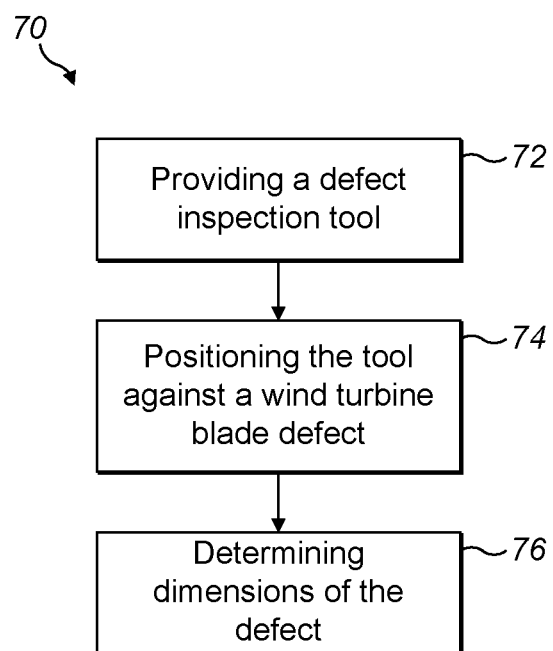 70
72
Providing a defect
inspection tool
74
Positioning the tool
against a wind turbine
blade defect
76
Determining
dimensions of the
defect